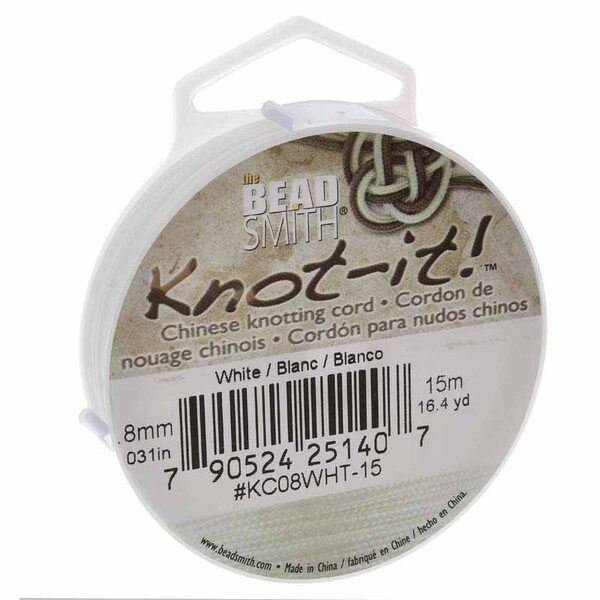 the
BEAD
SMITH®
Knot-it!™
Chinese knotting cord • Cordon de
nouage chinois • Cordón para nudos chinos
White / Blanc / Blanco
.8mm
031in
15m
16.4 yd
7 90524 25140 7
#KC08WHT-15
www.beadsmith.com • Made in China / fabriqué en Chine / hecho en China.